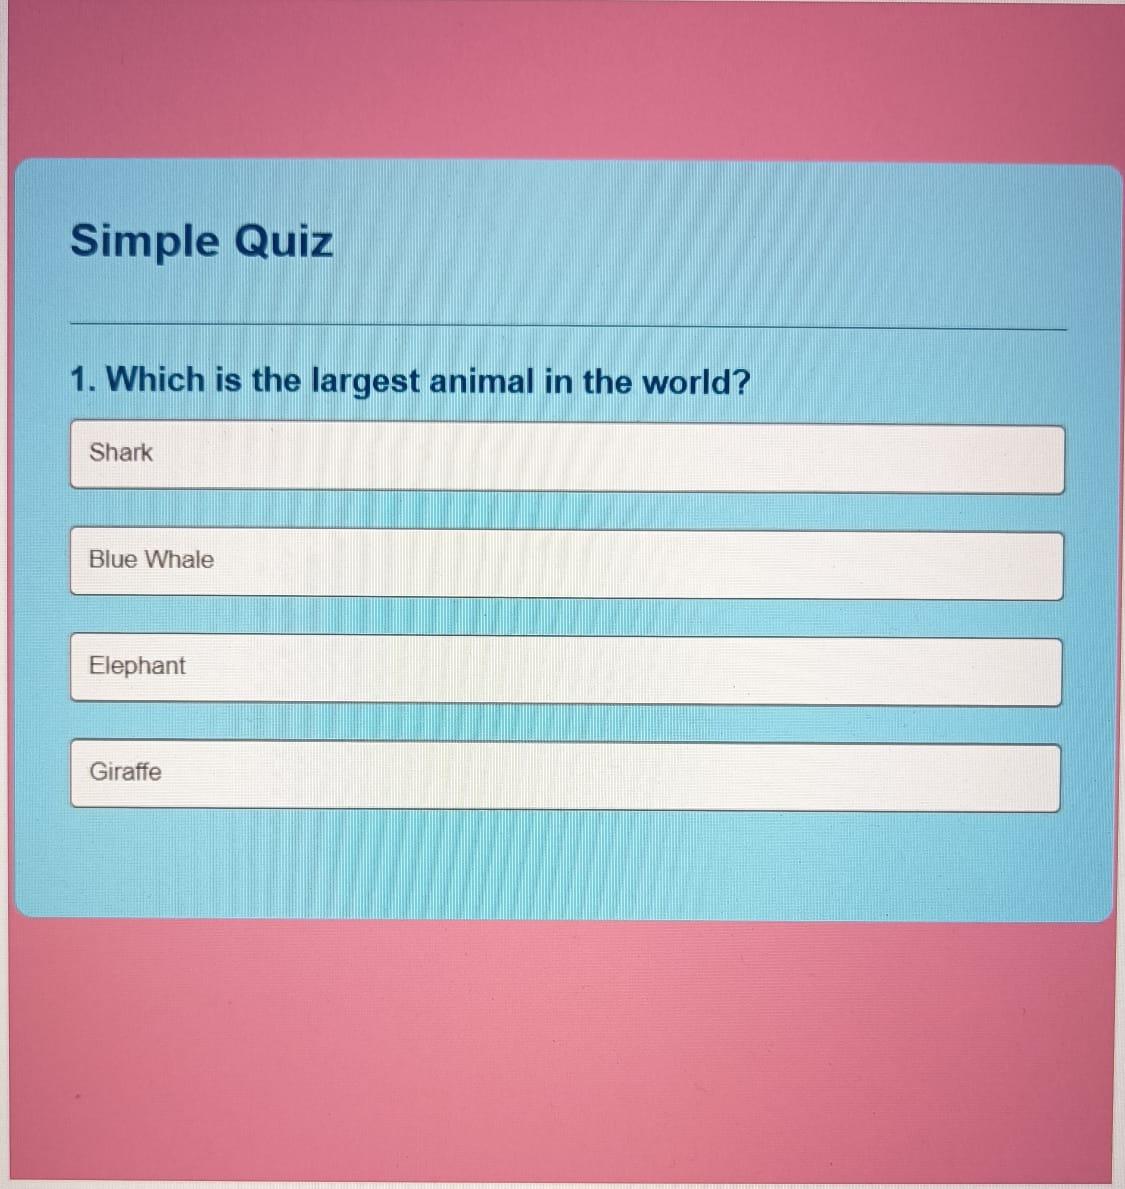 Simple Quiz
1. Which is the largest animal in the world?
Shark
Blue Whale
Elephant
Giraffe